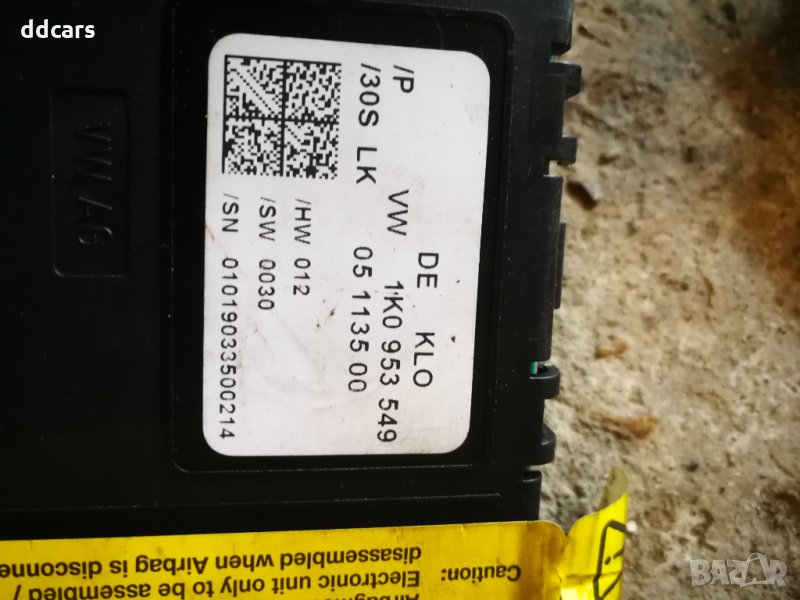 ddcars
VW AG
DE KLO
/P VW 1K0 953 549
/30S LK 05 1135 00
/HW 012
/SW 0030
/SN 01019033500214
Caution:
Electronic unit only to be assembled /
disassembled when Airbag is disconne
BAZAR